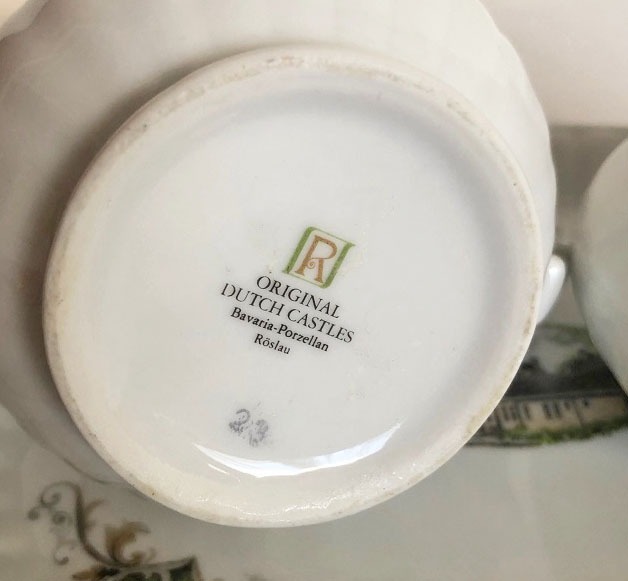 R
ORIGINAL
DUTCH CASTLES
Bavaria-Porzellan
Röslau
23